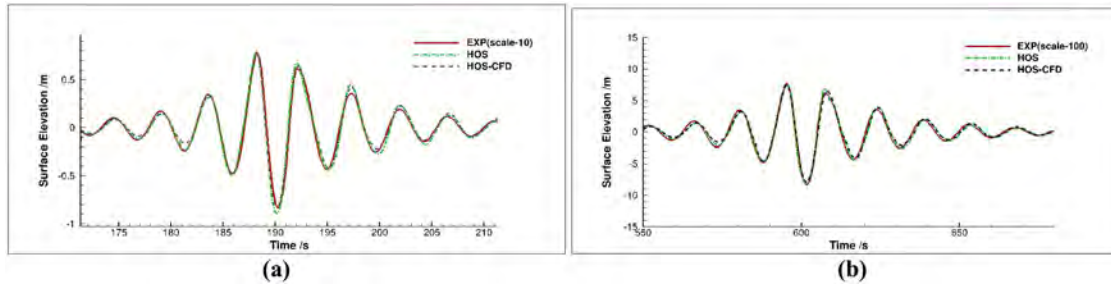 EXP(scale-10)
HOS
HOS-CFD
Surface Elevation /m
0.5
0
-0.5
-1
175 180 185 190 195 200 205 210
Time /s
(a)
EXP(scale-100)
HOS
HOS-CFD
Surface Elevation /m
15
10
5
0
-5
-10
-15
550 600 650
Time /s
(b)